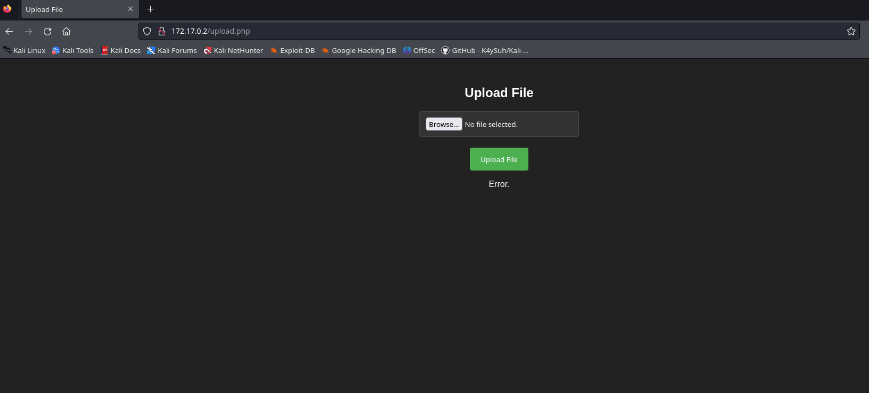 Upload File
172.17.0.2/upload.php
Kali Linux Kali Tools Kali Docs Kali Forums Kali NetHunter Exploit-DB Google Hacking DB OffSec GitHub - K4ySuh/Kali-...
Upload File
Browse... No file selected.
Upload File
Error.